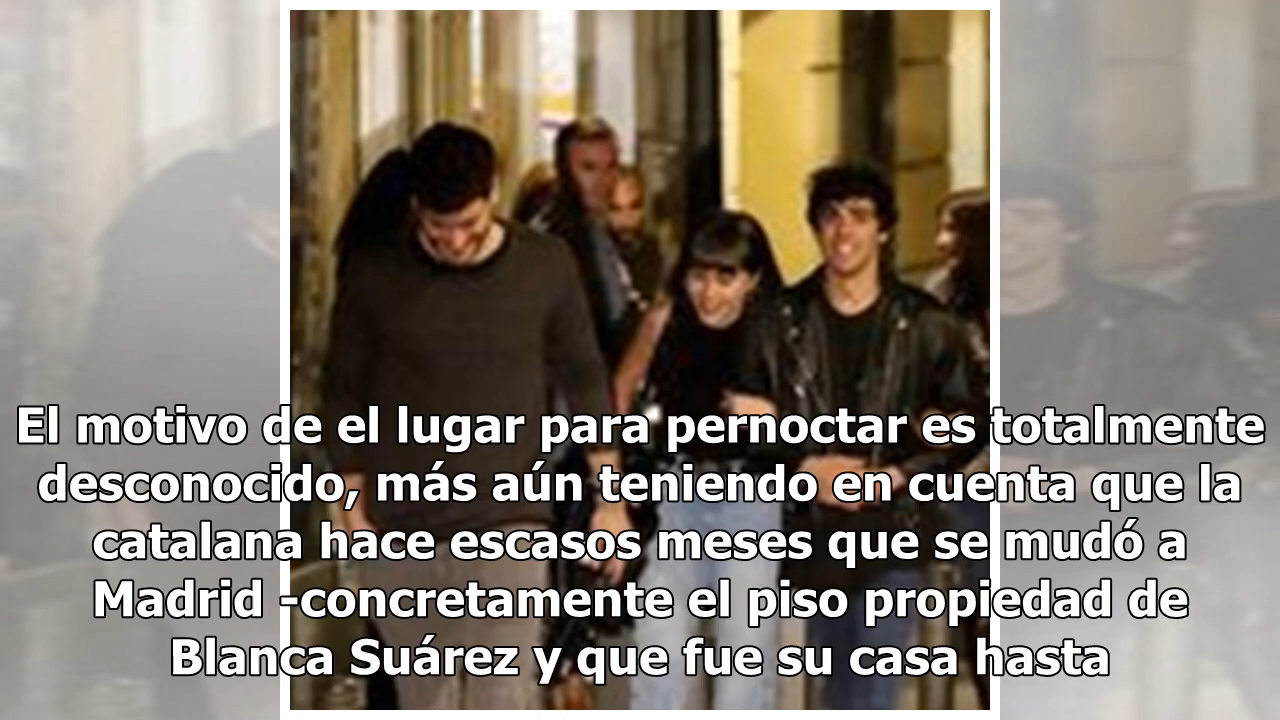 El motivo de el lugar para pernoctar es totalmente
desconocido, más aún teniendo en cuenta que la
catalana hace escasos meses que se mudó a
Madrid -concretamente el piso propiedad de
Blanca Suárez y que fue su casa hasta